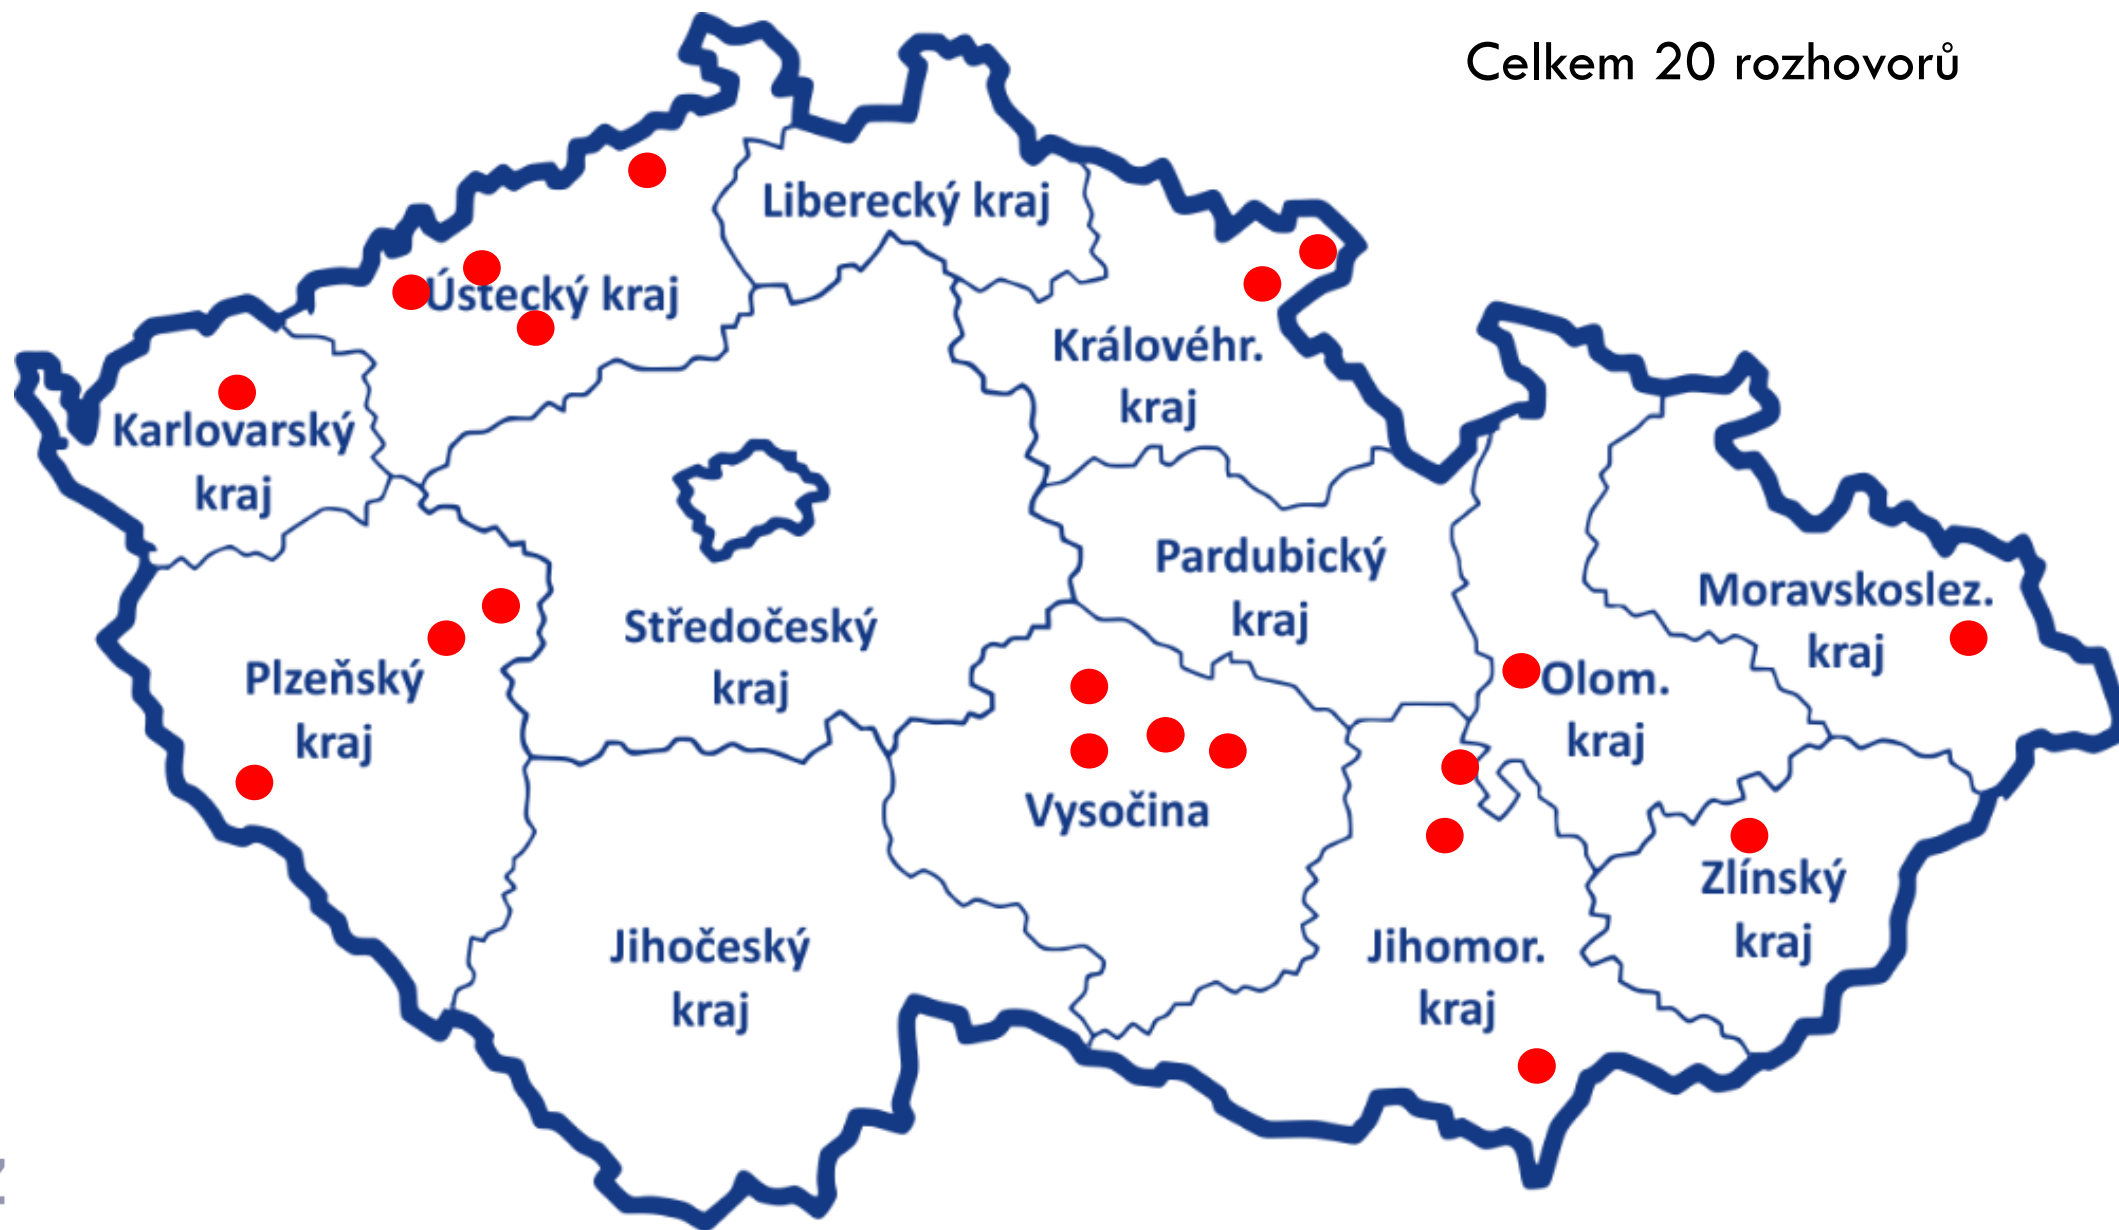 Celkem 20 rozhovorů
Liberecký kraj
Ústecký kraj
Královéhr.
kraj
Karlovarský
kraj
Pardubický
kraj
Moravskoslez.
kraj
Středočeský
kraj
Plzeňský
kraj
Olom.
kraj
Vysočina
Zlínský
kraj
Jihočeský
kraj
Jihomor.
kraj